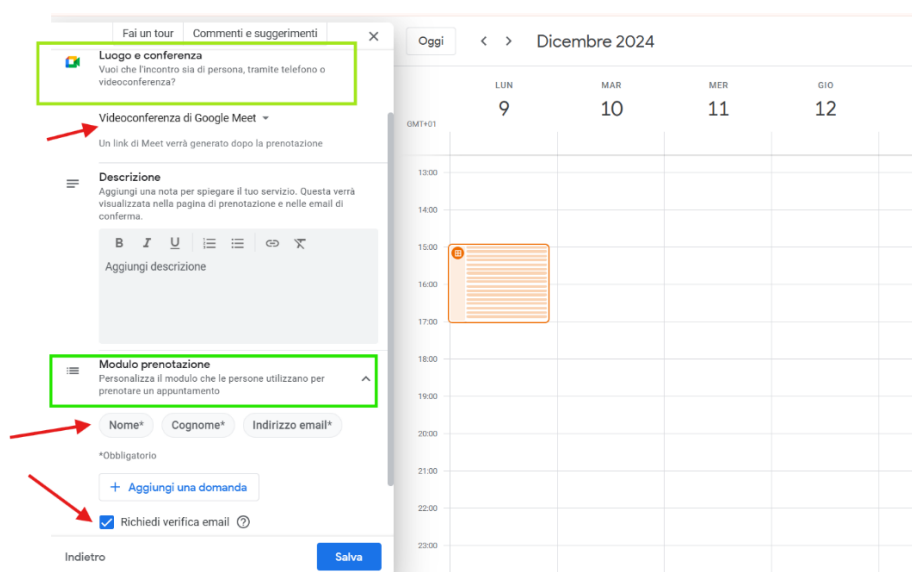 Fai un tour
Commenti e suggerimenti
Luogo e conferenza
Vuoi che l'incontro sia di persona, tramite telefono o
videoconferenza?
Videoconferenza di Google Meet
Un link di Meet verrà generato dopo la prenotazione
Descrizione
Aggiungi una nota per spiegare il tuo servizio. Questa verrà
visualizzata nella pagina di prenotazione e nelle email di
conferma.
B I U
Aggiungi descrizione
Modulo prenotazione
Personalizza il modulo che le persone utilizzano per
prenotare un appuntamento
Nome* Cognome* Indirizzo email*
*Obbligatorio
+ Aggiungi una domanda
Richiedi verifica email
Indietro
Salva
Oggi
Dicembre 2024
LUN MAR MER GIO
9 10 11 12
GMT+01
13:00
14:00
15:00
16:00
17:00
18:00
19:00
20:00
21:00
22:00
23:00